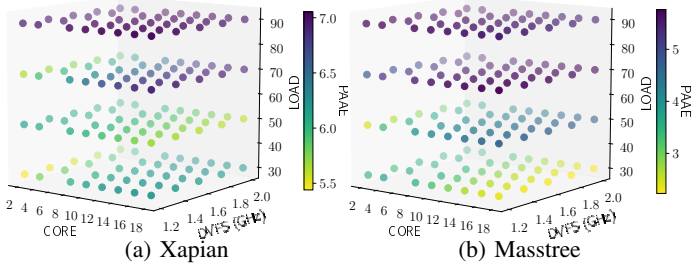 90
80
70
60
50
40
30
LOAD
7.0
6.5
6.0
5.5
PAAE
2 4 6 8 10 12 14 16 18
CORE
1.2 1.4 1.6 1.8 2.0
DVFS (GHz)
(a) Xapian
90
80
70
60
50
40
30
LOAD
5
4
3
PAAE
2 4 6 8 10 12 14 16 18
CORE
1.2 1.4 1.6 1.8 2.0
DVFS (GHz)
(b) Masstree